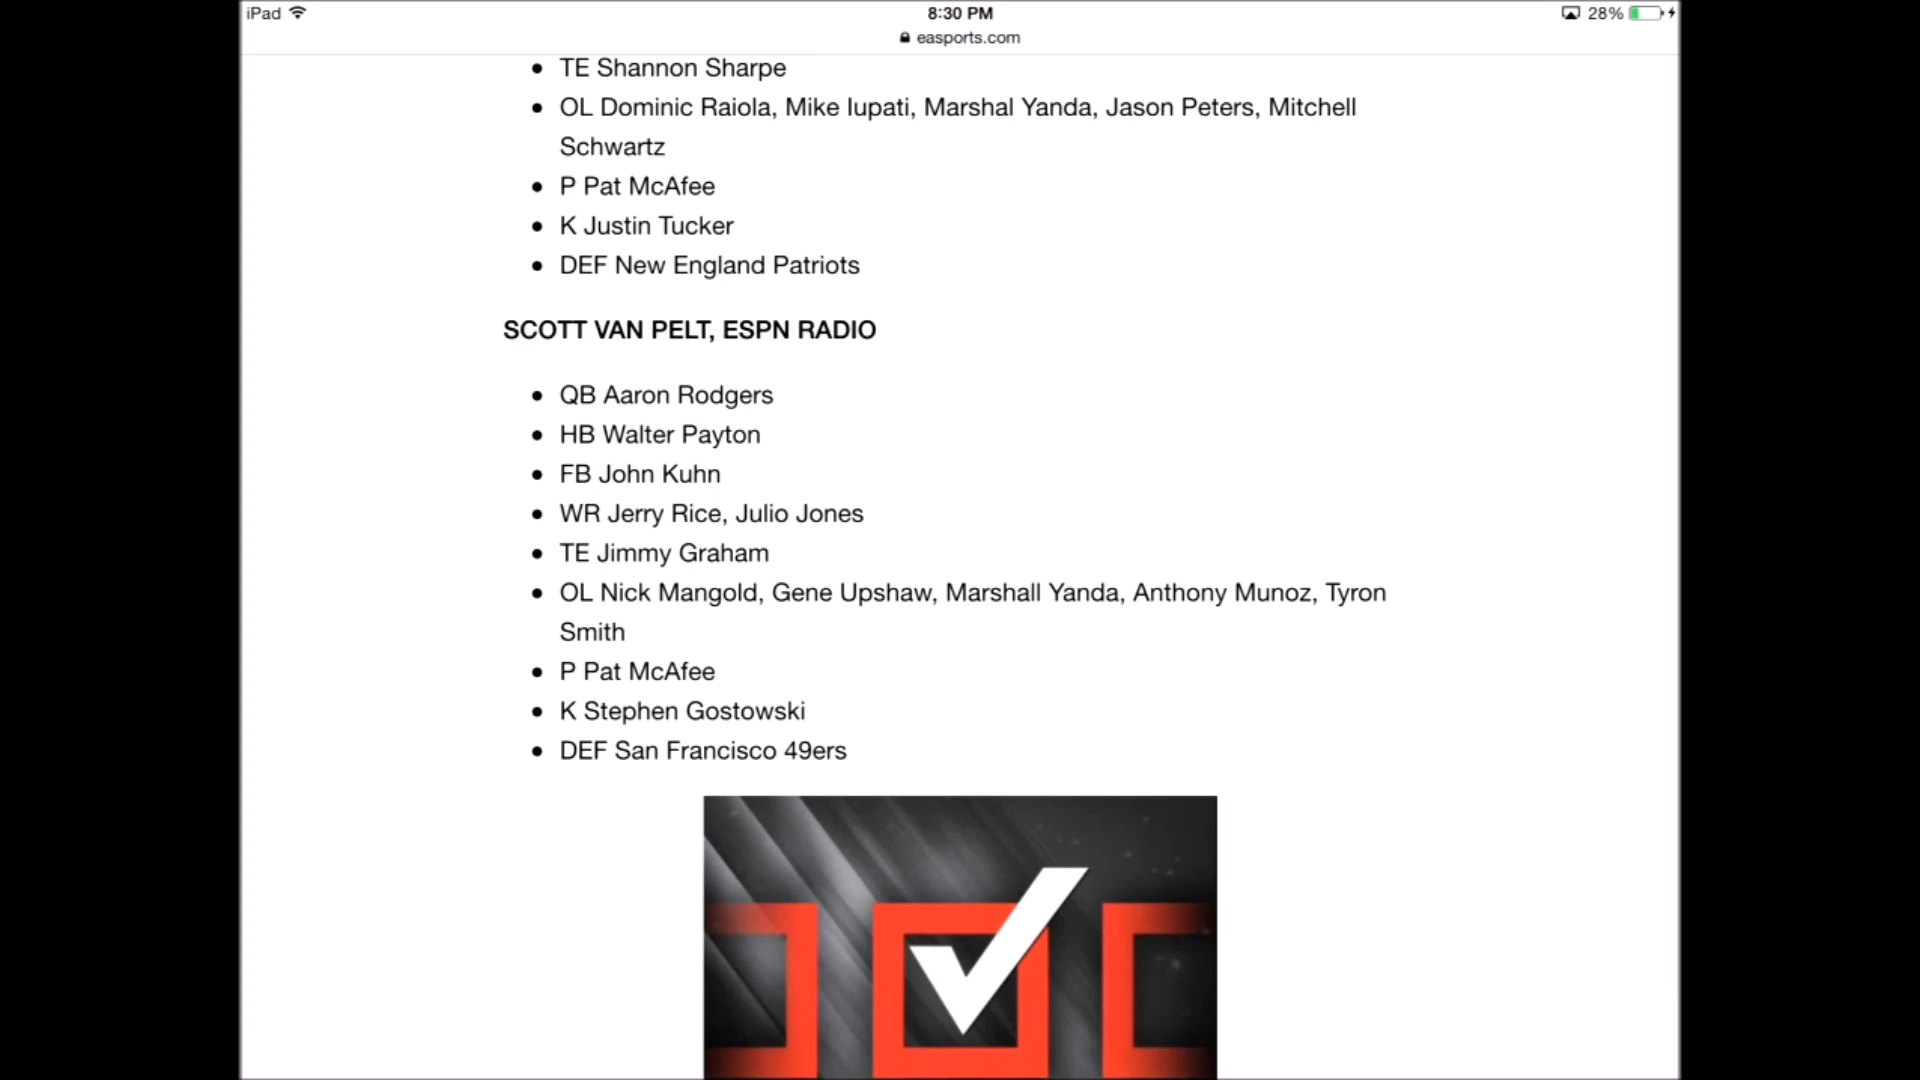 iPad
8:30 PM
28%
easports.com
TE Shannon Sharpe
OL Dominic Raiola, Mike Iupati, Marshal Yanda, Jason Peters, Mitchell
Schwartz
P Pat McAfee
K Justin Tucker
DEF New England Patriots
SCOTT VAN PELT, ESPN RADIO
QB Aaron Rodgers
HB Walter Payton
FB John Kuhn
WR Jerry Rice, Julio Jones
TE Jimmy Graham
OL Nick Mangold, Gene Upshaw, Marshall Yanda, Anthony Munoz, Tyron
Smith
P Pat McAfee
K Stephen Gostowski
DEF San Francisco 49ers